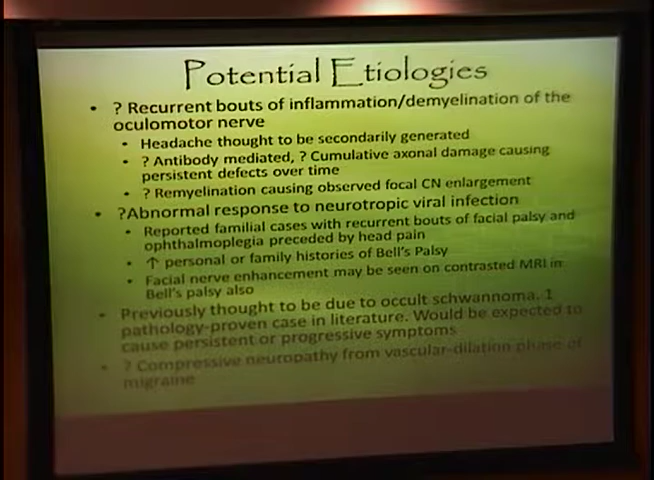 Potential Etiologies
• ? Recurrent bouts of inflammation/demyelination of the
oculomotor nerve
• Headache thought to be secondarily generated
• ? Antibody mediated, ? Cumulative axonal damage causing
persistent defects over time
• ? Remyelination causing observed focal CN enlargement
• ?Abnormal response to neurotropic viral infection
• Reported familial cases with recurrent bouts of facial palsy and
ophthalmoplegia preceded by head pain
• ↑ personal or family histories of Bell's Palsy
• Facial nerve enhancement may be seen on contrasted MRI in
Bell's palsy also
• Previously thought to be due to occult schwannoma. 1
pathology-proven case in literature. Would be expected to
cause persistent or progressive symptoms
• ? Compressive neuropathy from vascular-dilation phase of
migraine